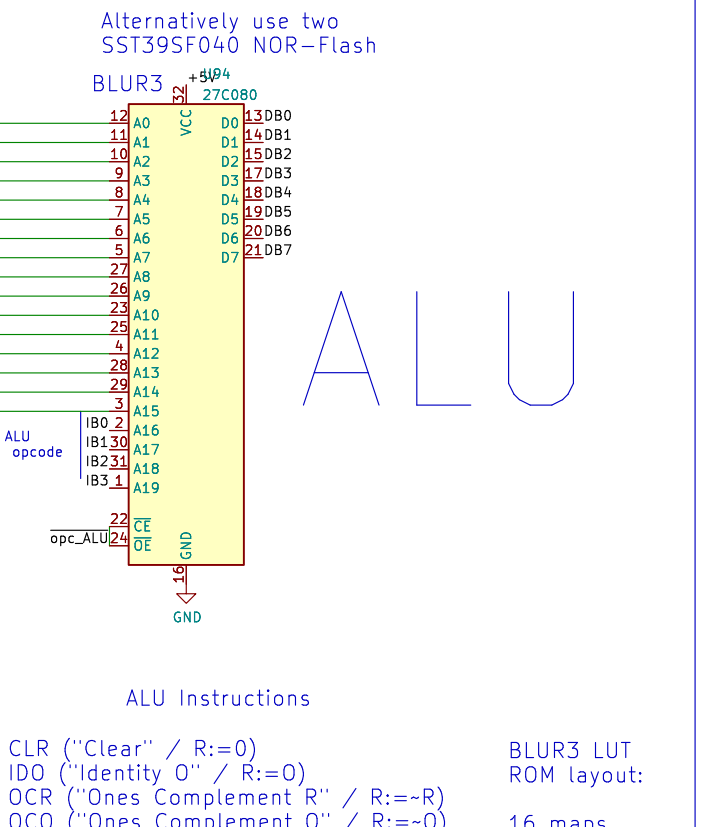 Alternatively use two
SST39SF040 NOR-Flash
BLUR3
+5V
U94
27C080
32
VCC
12 A0
11 A1
10 A2
9 A3
8 A4
7 A5
6 A6
5 A7
27 A8
26 A9
23 A10
25 A11
4 A12
28 A13
29 A14
3 A15
IB0 2 A16
IB1 30 A17
IB2 31 A18
IB3 1 A19
D0 13 DB0
D1 14 DB1
D2 15 DB2
D3 17 DB3
D4 18 DB4
D5 19 DB5
D6 20 DB6
D7 21 DB7
ALU
opcode
22 CE
opc_ALU 24 OE
GND
16
GND
ALU
ALU Instructions
CLR ("Clear" / R:=0)
IDO ("Identity O" / R:=O)
OCR ("Ones Complement R" / R:=~R)
OCO ("Ones Complement O" / R:=~O)
BLUR3 LUT
ROM layout:
16 maps